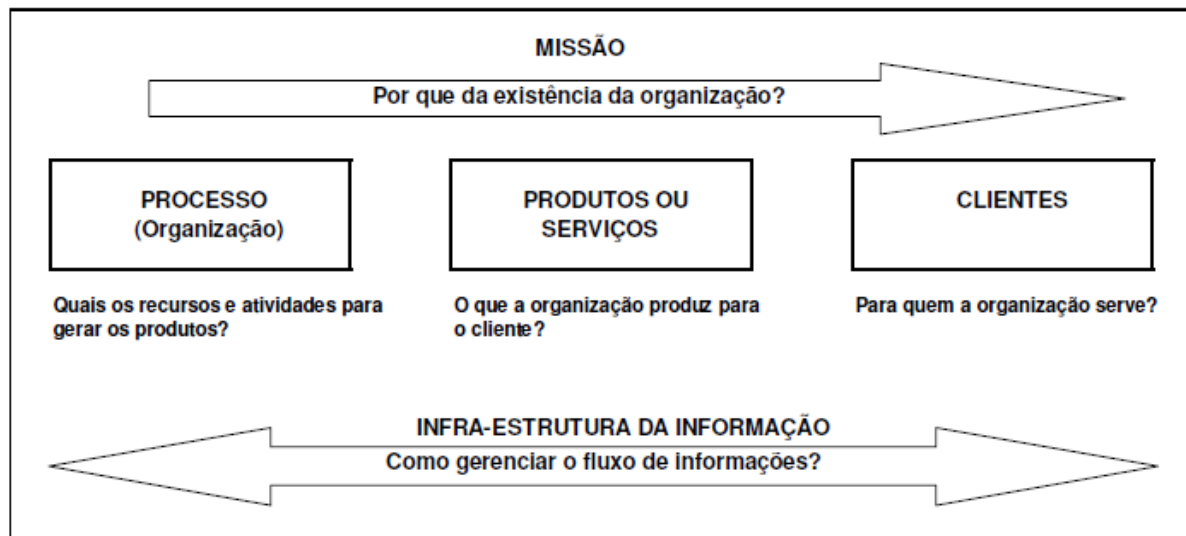 MISSÃO
Por que da existência da organização?
PROCESSO
(Organização)
PRODUTOS OU
SERVIÇOS
CLIENTES
Quais os recursos e atividades para
gerar os produtos?
O que a organização produz para
o cliente?
Para quem a organização serve?
INFRA-ESTRUTURA DA INFORMAÇÃO
Como gerenciar o fluxo de informações?